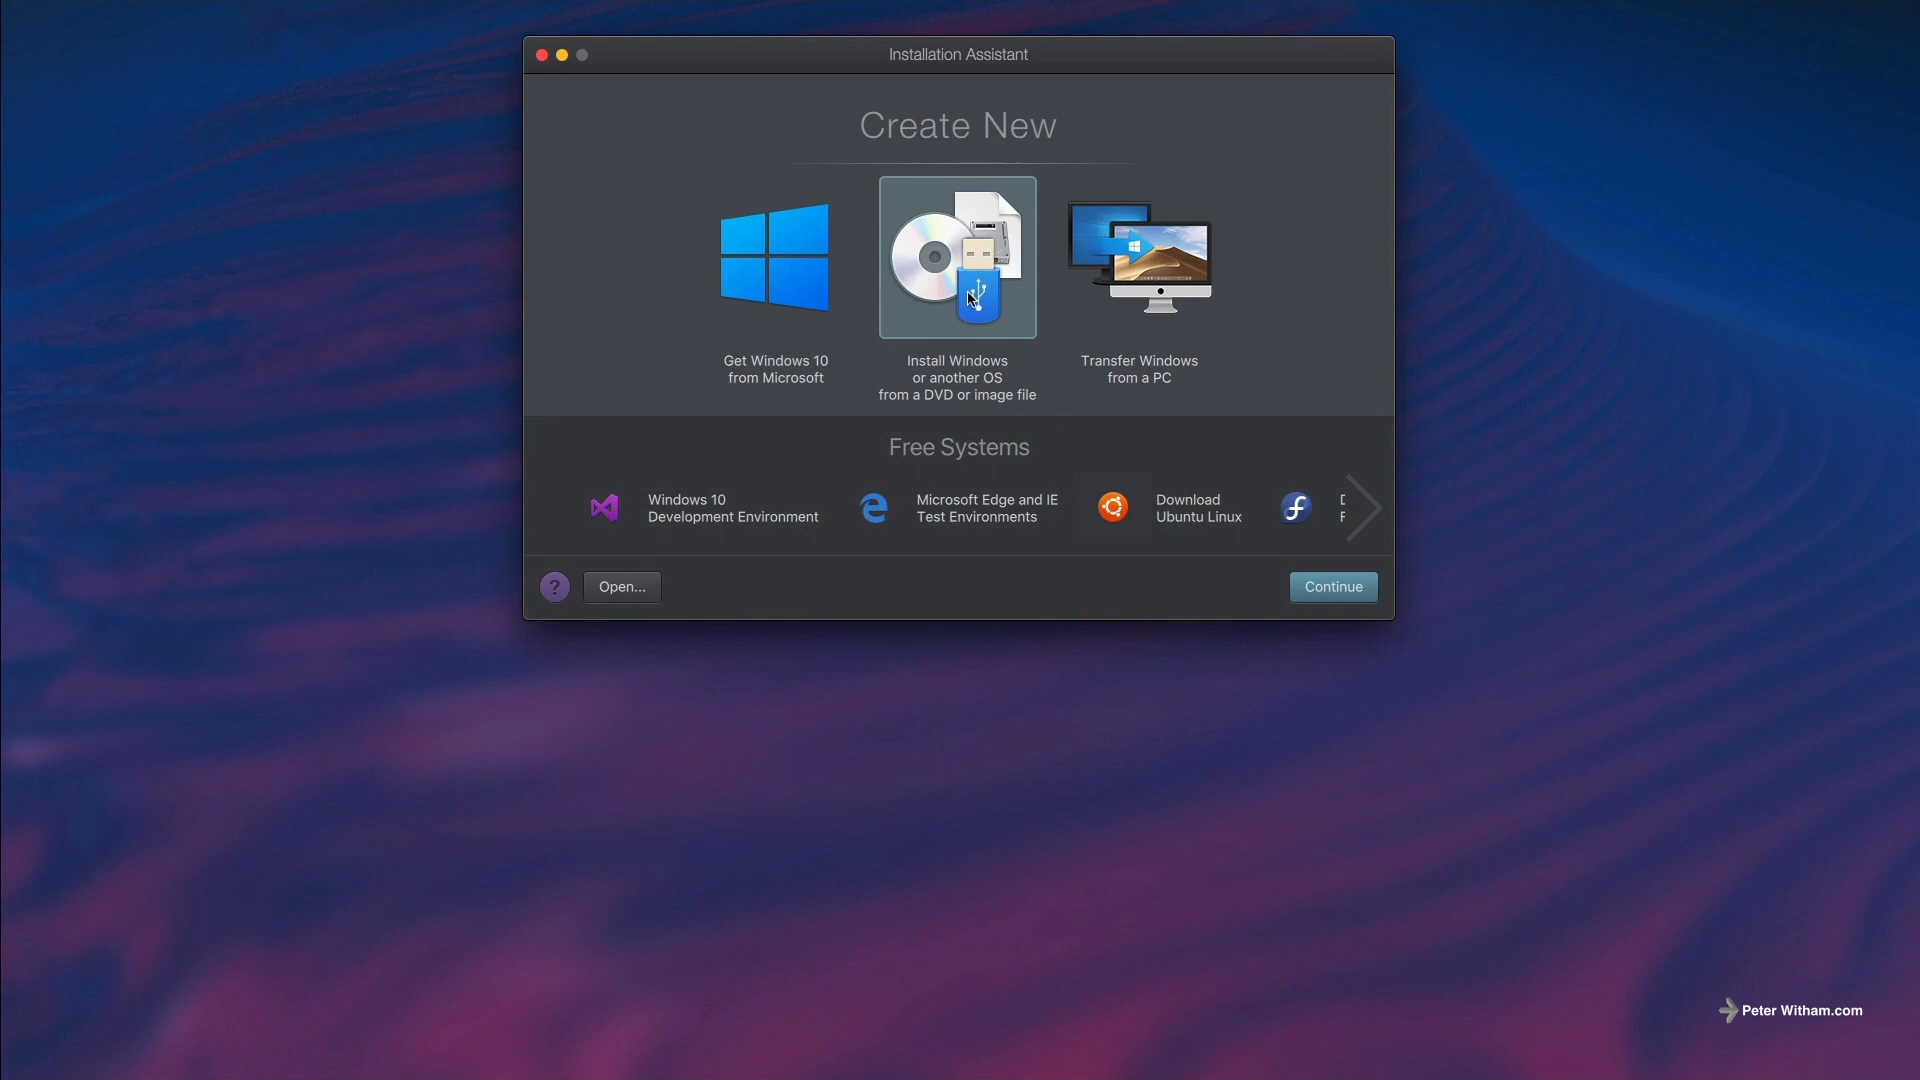 Installation Assistant
Create New
Get Windows 10
from Microsoft
Install Windows
or another OS
from a DVD or image file
Transfer Windows
from a PC
Free Systems
Windows 10
Development Environment
Microsoft Edge and IE
Test Environments
Download
Ubuntu Linux
?
Open...
Continue
Peter Witham.com